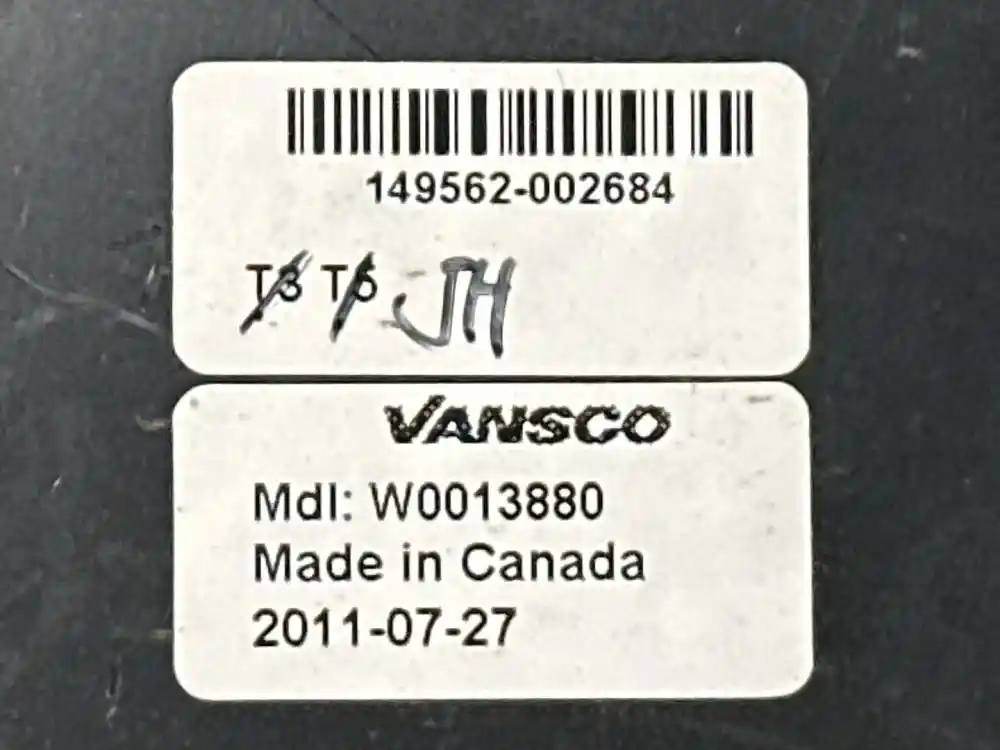 149562-002684
T3 T5 JH
VANSCO
Mdl: W0013880
Made in Canada
2011-07-27